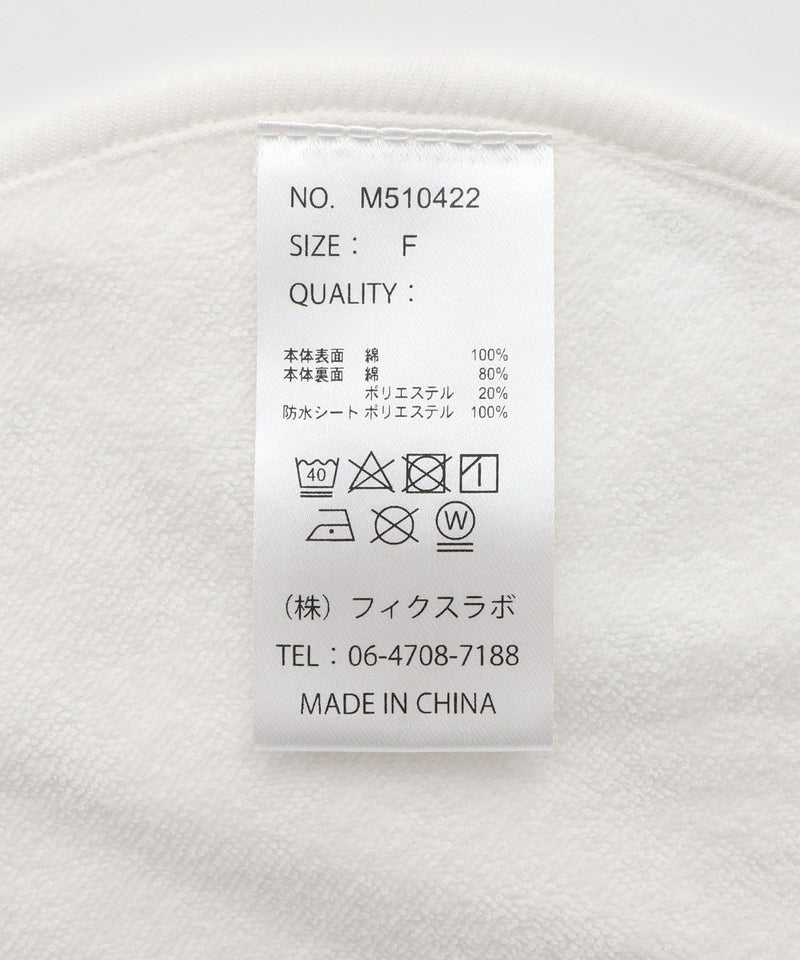 NO. M510422
SIZE： F
QUALITY：
本体表面 綿 100%
本体裏面 綿 80%
ポリエステル 20%
防水シート ポリエステル 100%
40
W
（株）フィクスラボ
TEL：06-4708-7188
MADE IN CHINA